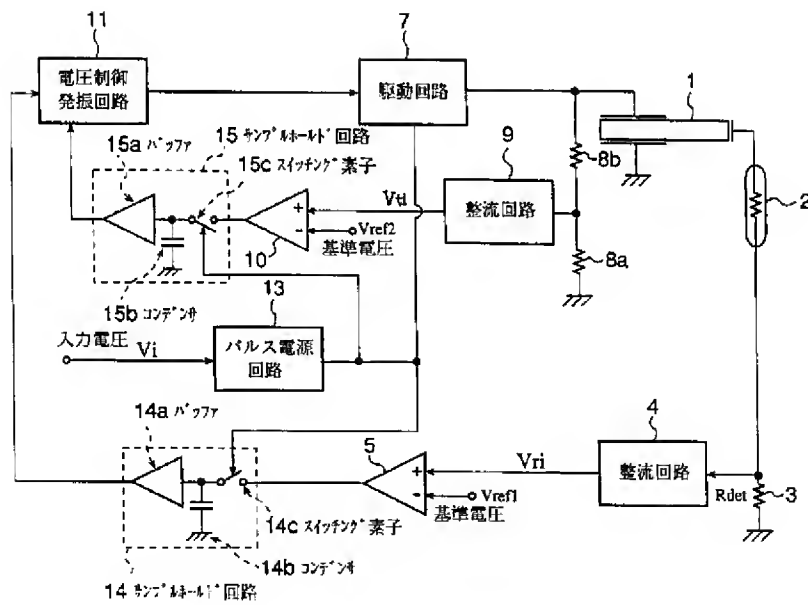 11
電圧制御
発振回路
7
駆動回路
1
15a ﾊﾞｯﾌｧ
15 ｻﾝﾌﾟﾙﾎｰﾙﾄﾞ回路
15c ｽｲｯﾁﾝｸﾞ素子
9
整流回路
8b
2
Vtl
+
-
Vref2
基準電圧
10
8a
15b ｺﾝﾃﾞﾝｻ
13
入力電圧
Vi
パルス電源
回路
14a ﾊﾞｯﾌｧ
5
4
整流回路
Vri
+
-
Vref1
基準電圧
Rdet
3
14c ｽｲｯﾁﾝｸﾞ素子
14b ｺﾝﾃﾞﾝｻ
14 ｻﾝﾌﾟﾙﾎｰﾙﾄﾞ回路